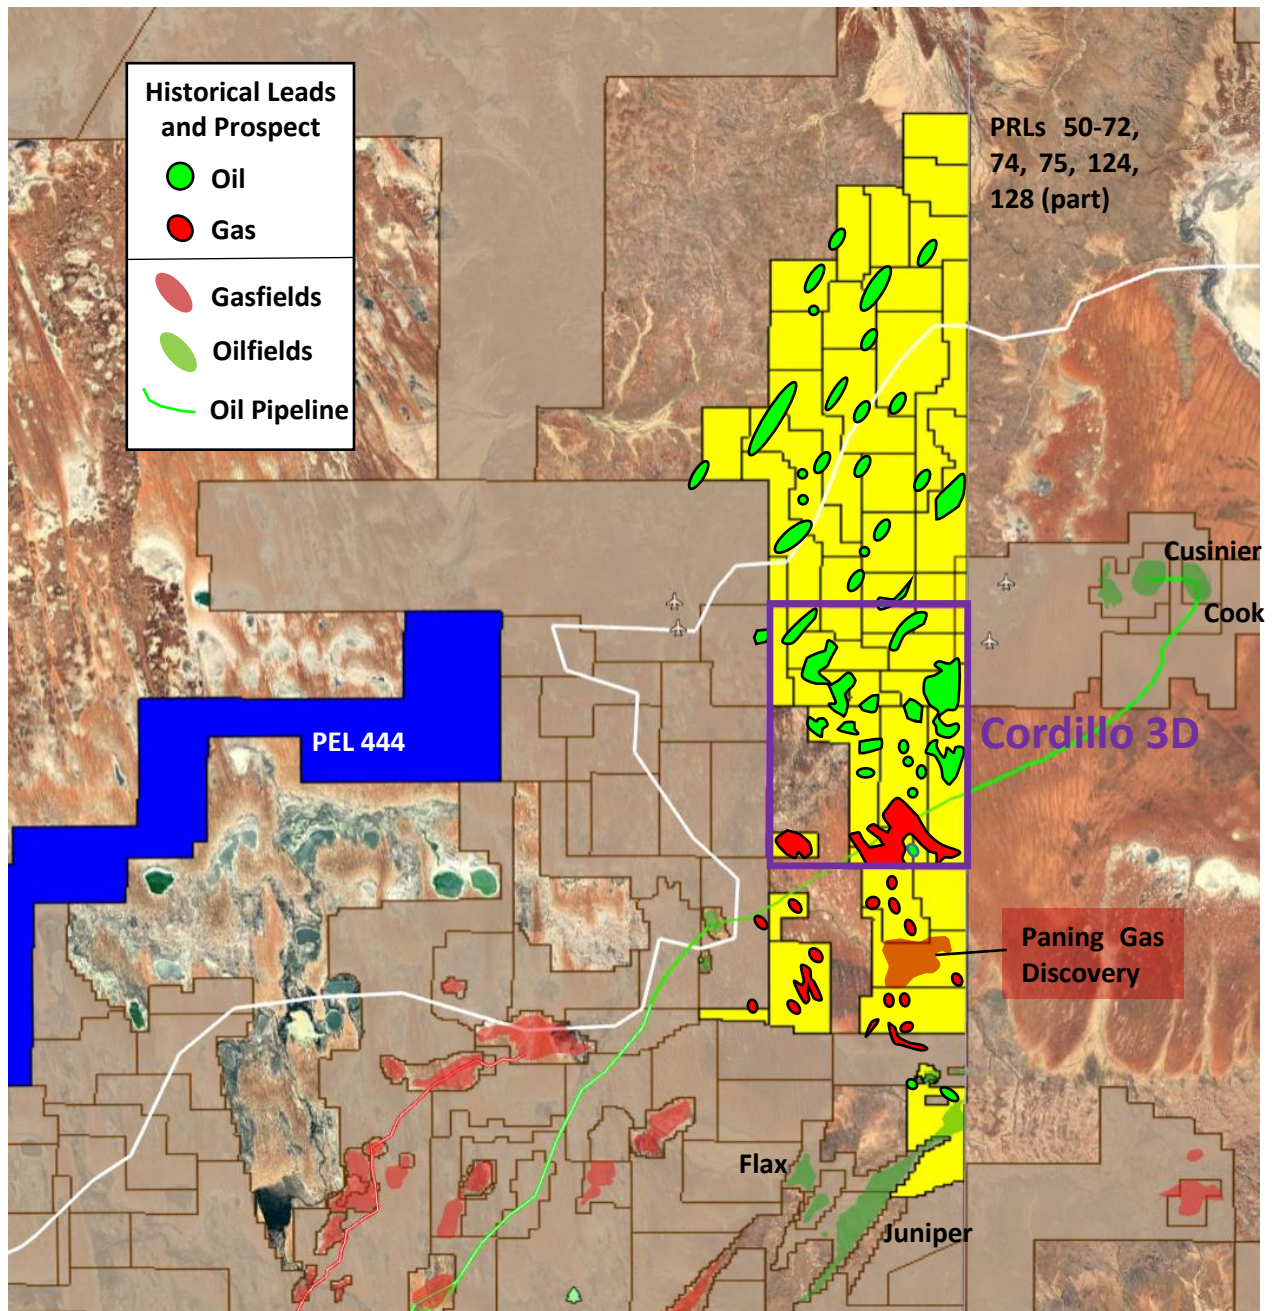 Historical Leads
and Prospect
Oil
Gas
Gasfields
Oilfields
Oil Pipeline
PRLs 50-72,
74, 75, 124,
128 (part)
Cusinier
Cook
PEL 444
Cordillo 3D
Paning Gas
Discovery
Flax
Juniper